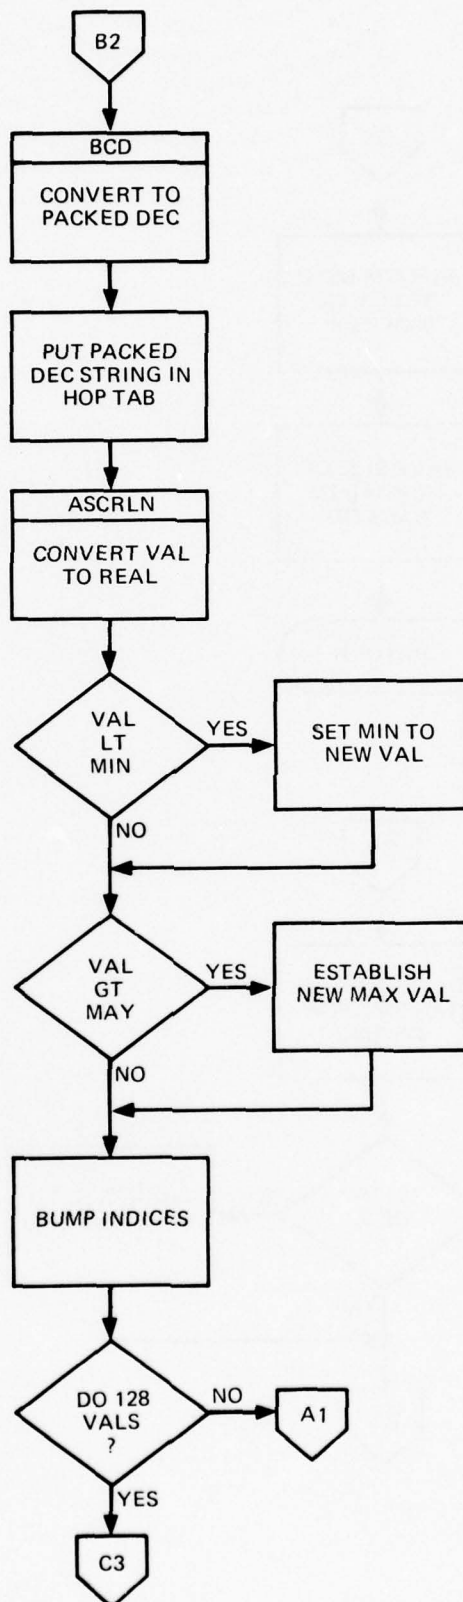 B2
BCD
CONVERT TO
PACKED DEC
PUT PACKED
DEC STRING IN
HOP TAB
ASCRLN
CONVERT VAL
TO REAL
VAL
LT
MIN
YES
SET MIN TO
NEW VAL
NO
VAL
GT
MAY
YES
ESTABLISH
NEW MAX VAL
NO
BUMP INDICES
DO 128
VALS
?
NO
A1
YES
C3